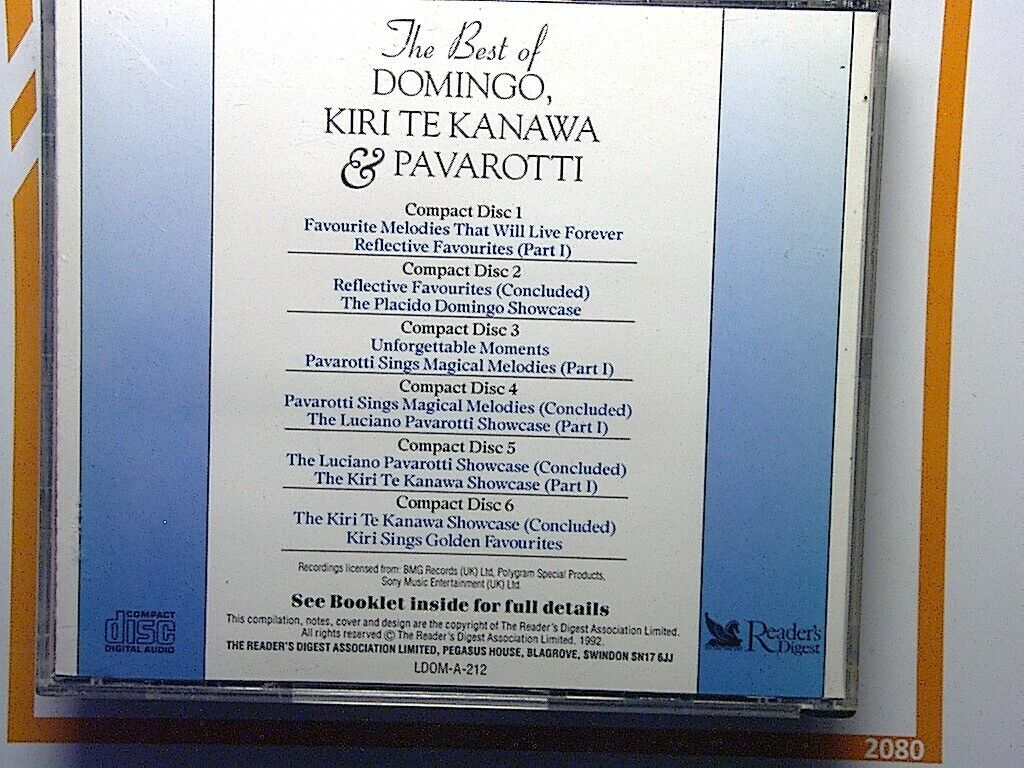 The Best of
DOMINGO,
KIRI TE KANAWA
& PAVAROTTI
Compact Disc 1
Favourite Melodies That Will Live Forever
Reflective Favourites (Part I)
Compact Disc 2
Reflective Favourites (Concluded)
The Placido Domingo Showcase
Compact Disc 3
Unforgettable Moments
Pavarotti Sings Magical Melodies (Part I)
Compact Disc 4
Pavarotti Sings Magical Melodies (Concluded)
The Luciano Pavarotti Showcase (Part I)
Compact Disc 5
The Luciano Pavarotti Showcase (Concluded)
The Kiri Te Kanawa Showcase (Part I)
Compact Disc 6
The Kiri Te Kanawa Showcase (Concluded)
Kiri Sings Golden Favourites
Recordings licensed from: BMG Records (UK) Ltd, Polygram Special Products,
Sony Music Entertainment (UK) Ltd.
See Booklet inside for full details
This compilation, notes, cover and design are the copyright of The Reader's Digest Association Limited.
All rights reserved © The Reader's Digest Association Limited, 1992.
THE READER'S DIGEST ASSOCIATION LIMITED, PEGASUS HOUSE, BLAGROVE, SWINDON SN17 6JJ
LDOM-A-212
COMPACT
disc
DIGITAL AUDIO
Reader's
Digest
2080